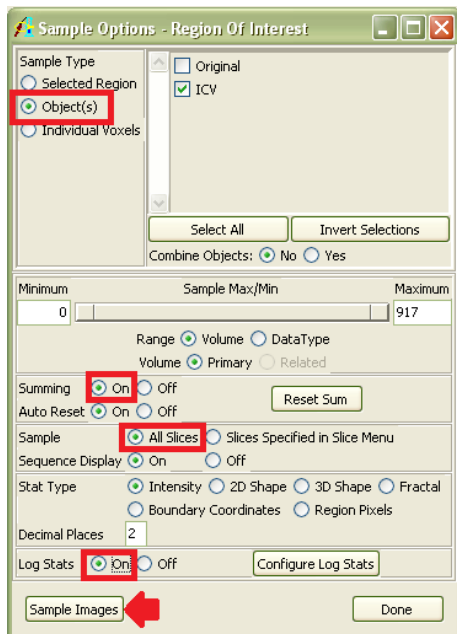 Sample Options - Region Of Interest
Sample Type
Selected Region
Object(s)
Individual Voxels
Original
ICV
Select All Invert Selections
Combine Objects: No Yes
Minimum Sample Max/Min Maximum
0 917
Range Volume DataType
Volume Primary Related
Summing On Off Reset Sum
Auto Reset On Off
Sample All Slices Slices Specified in Slice Menu
Sequence Display On Off
Stat Type Intensity 2D Shape 3D Shape Fractal
Boundary Coordinates Region Pixels
Decimal Places 2
Log Stats On Off Configure Log Stats
Sample Images Done